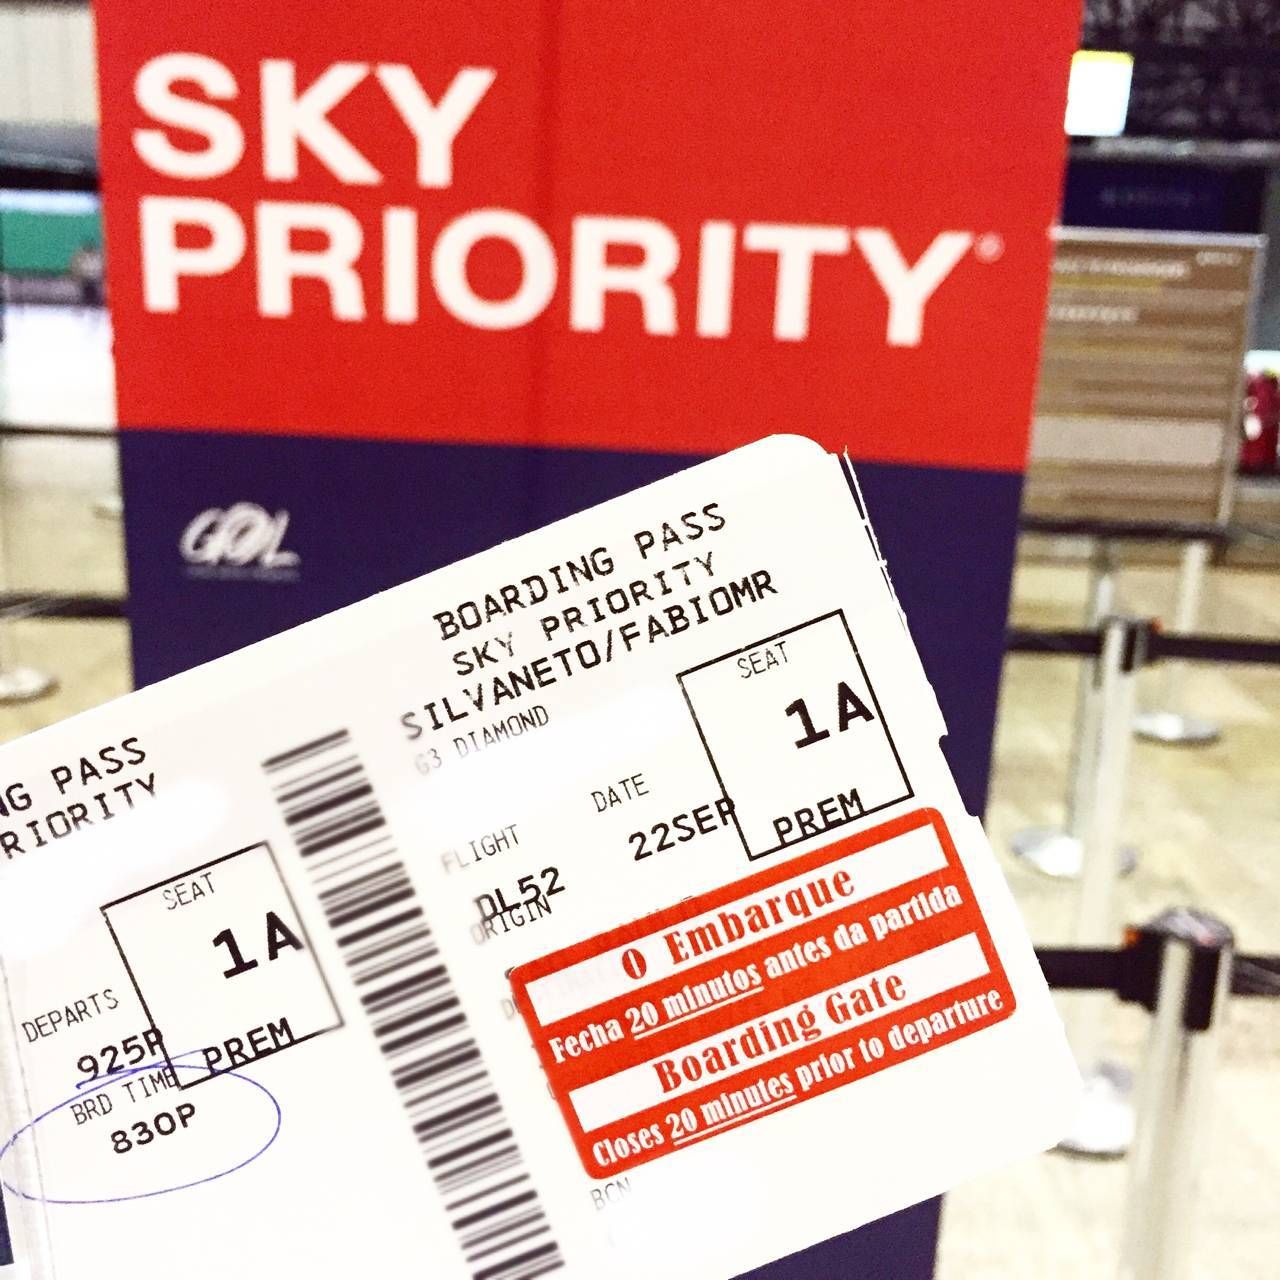 SKY
PRIORITY
GOL
BOARDING PASS
SKY PRIORITY
SILVANETO/FABIOMR
G3 DIAMOND
SEAT
1A
PREM
DATE
22SEP
FLIGHT
DL52
ORIGIN
O Embarque
Fecha 20 minutos antes da partida
Boarding Gate
Closes 20 minutes prior to departure
BCN
NG PASS
RIORITY
SEAT
1A
PREM
DEPARTS
925P
BRD TIME
830P